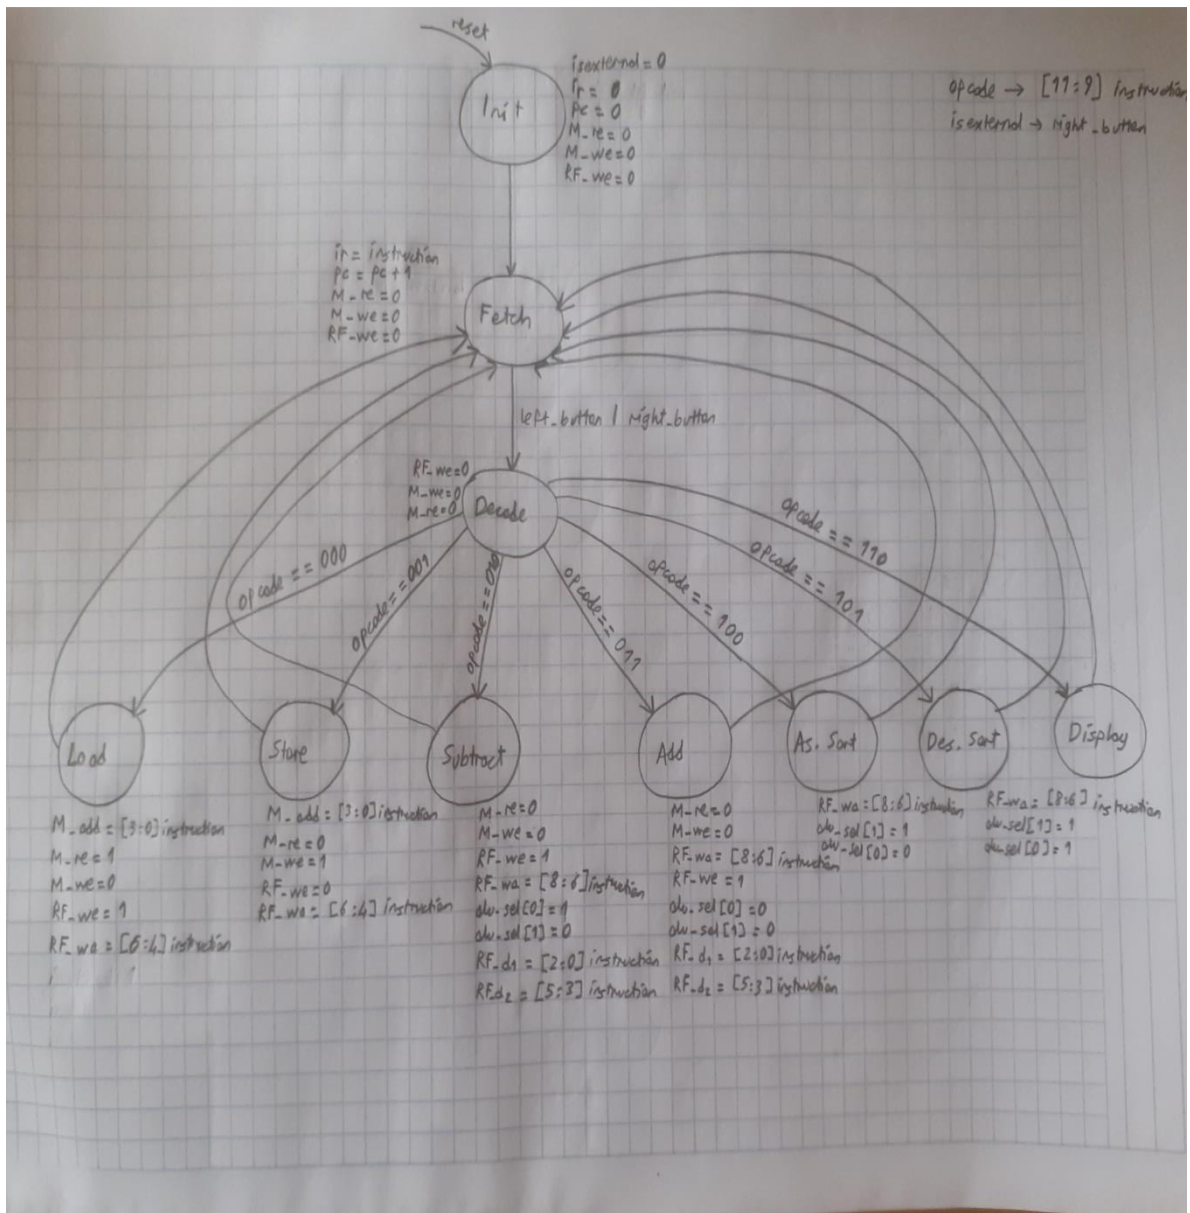 reset
Init
isexternal = 0
ir = 0
pc = 0
M_re=0
M_we=0
RF_we=0
opcode → [11:9] instruction
isexternal → right_button
ir = instruction
pc = pc + 1
M_re=0
M_we=0
RF_we=0
Fetch
left_button | right_button
RF_we=0
M_we=0
M_re=0
Decode
opcode == 000
opcode == 001
opcode == 010
opcode == 011
opcode == 100
opcode == 101
opcode == 110
Load
Store
Subtract
Add
As. Sort
Des. Sort
Display
M_add = [3:0] instruction
M_re = 1
M_we=0
RF_we = 1
RF_wa = [6:4] instruction
M_add = [3:0] instruction
M_re=0
M_we=1
RF_we=0
RF_wa = [6:4] instruction
M_re=0
M_we=0
RF_we=1
RF_wa = [8:6] instruction
alu_sel[0]=1
alu_sel[1]=0
RF_d1 = [2:0] instruction
RF_d2 = [5:3] instruction
M_re=0
M_we=0
RF_wa = [8:6] instruction
RF_we = 1
alu_sel[0]=0
alu_sel[1]=0
RF_d1 = [2:0] instruction
RF_d2 = [5:3] instruction
RF_wa = [8:6] instruction
alu_sel[1]=1
alu_sel[0]=0
RF_wa = [8:6] instruction
alu_sel[1]=1
alu_sel[0]=1